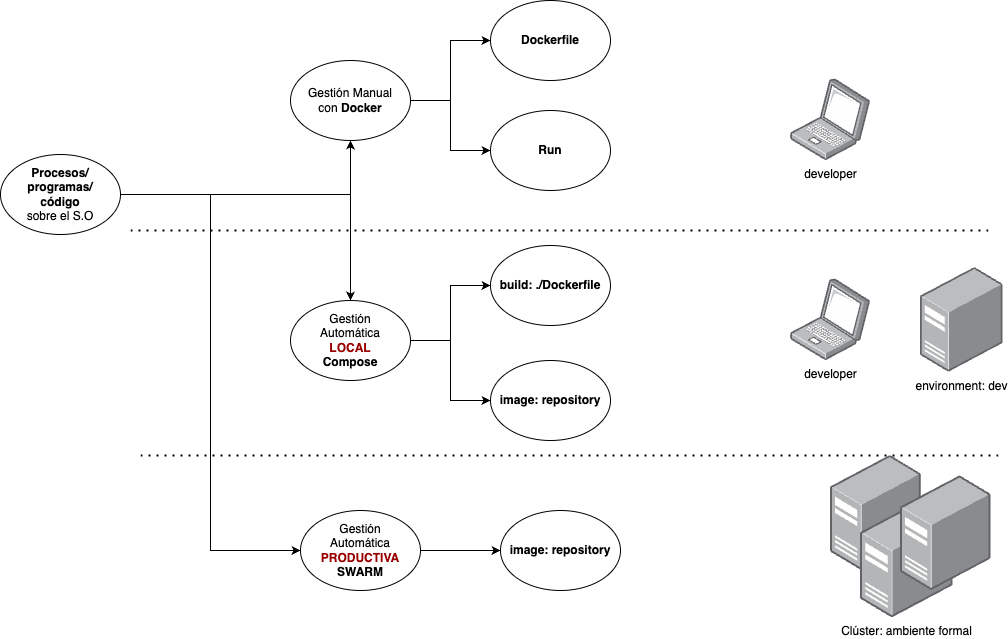 Dockerfile
Gestión Manual
con Docker
Run
developer
Procesos/
programas/
código
sobre el S.O
build: ./Dockerfile
Gestión
Automática
LOCAL
Compose
developer
environment: dev
image: repository
Gestión
Automática
PRODUCTIVA
SWARM
image: repository
Clúster: ambiente formal